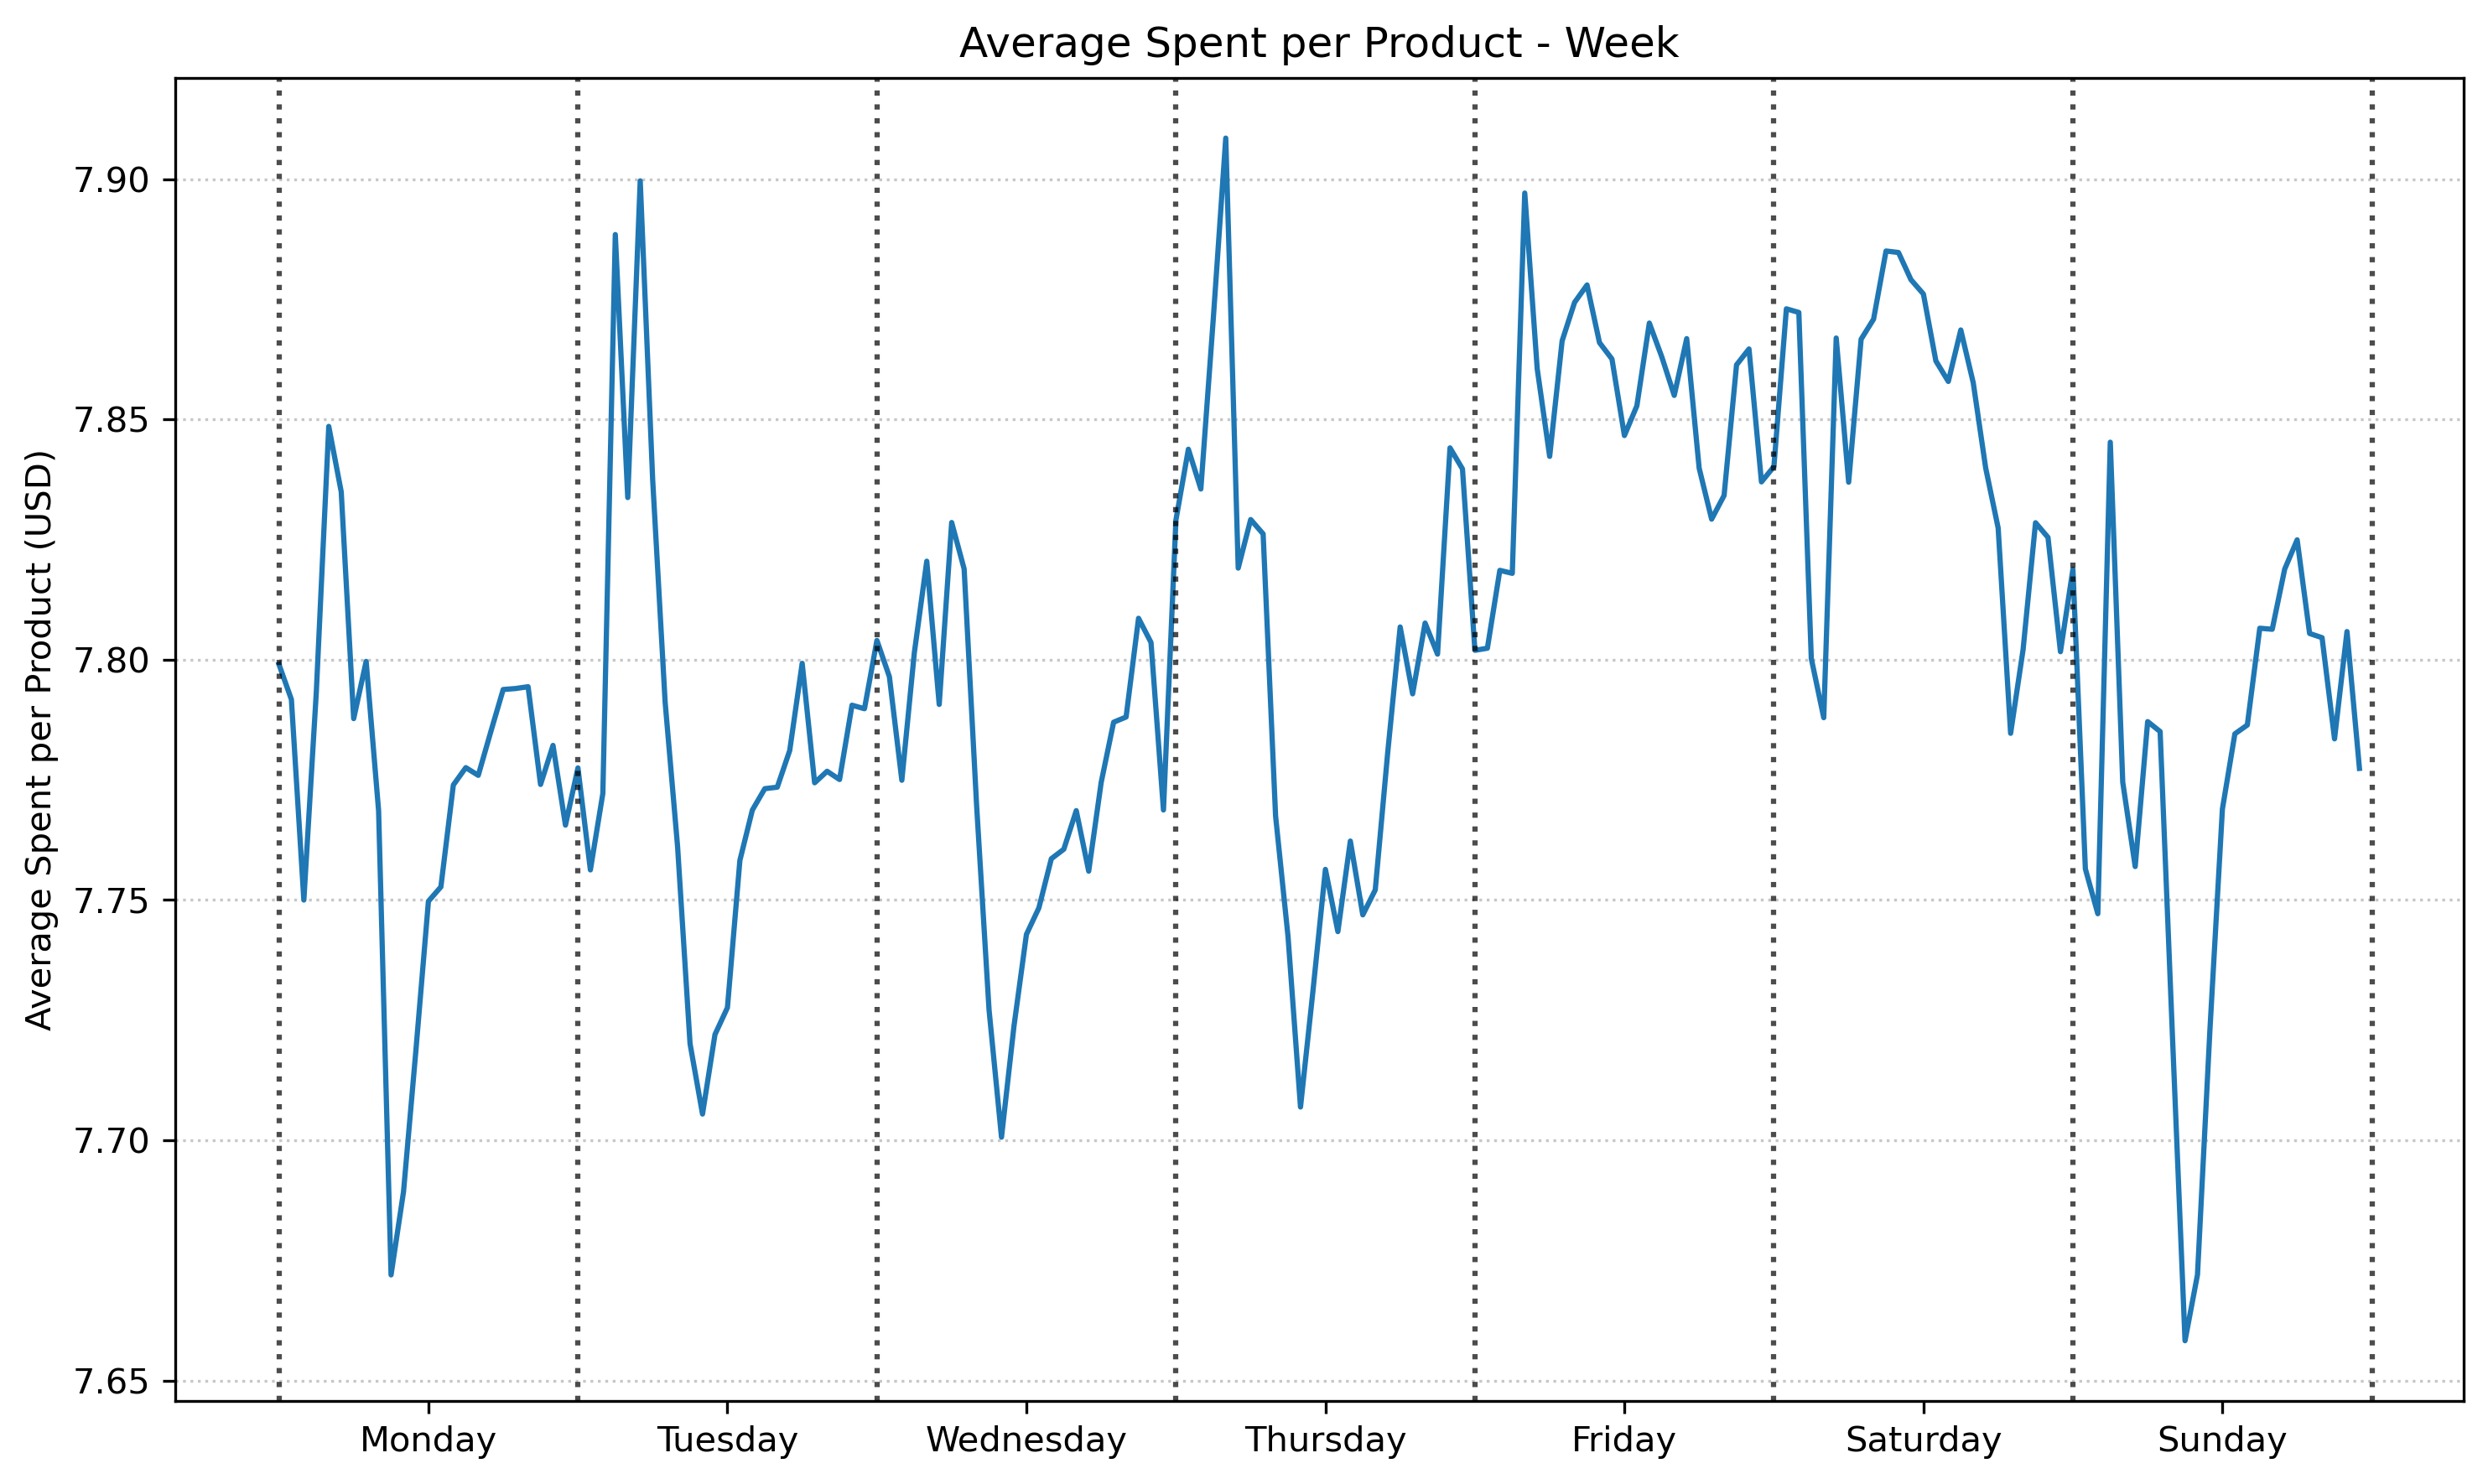 Average Spent per Product - Week
Average Spent per Product (USD)
7.90
7.85
7.80
7.75
7.70
7.65
Monday
Tuesday
Wednesday
Thursday
Friday
Saturday
Sunday